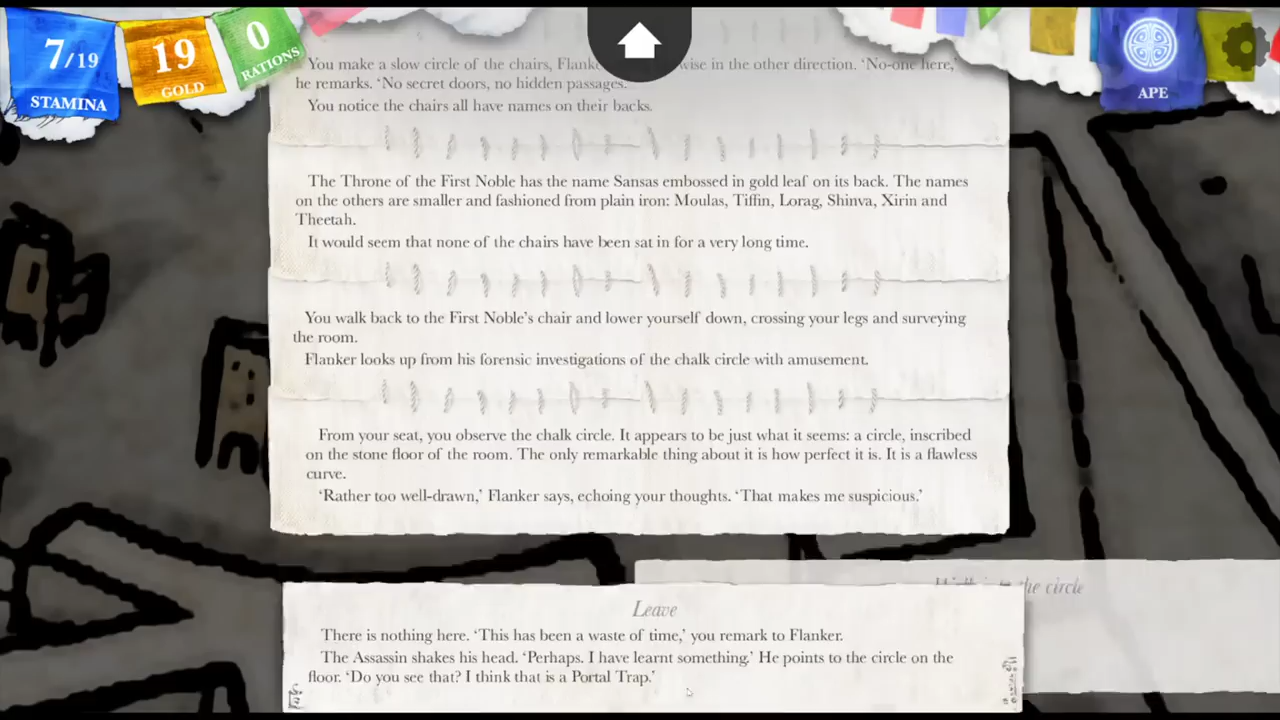 7/19
STAMINA
19
GOLD
0
RATIONS
APE
You make a slow circle of the chairs, Flanke wise in the other direction. 'No-one here,'
he remarks. 'No secret doors, no hidden passages.'
You notice the chairs all have names on their backs.
The Throne of the First Noble has the name Sansas embossed in gold leaf on its back. The names
on the others are smaller and fashioned from plain iron: Moulas, Tiffin, Lorag, Shinva, Xirin and
Theetah.
It would seem that none of the chairs have been sat in for a very long time.
You walk back to the First Noble's chair and lower yourself down, crossing your legs and surveying
the room.
Flanker looks up from his forensic investigations of the chalk circle with amusement.
From your seat, you observe the chalk circle. It appears to be just what it seems: a circle, inscribed
on the stone floor of the room. The only remarkable thing about it is how perfect it is. It is a flawless
curve.
'Rather too well-drawn,' Flanker says, echoing your thoughts. 'That makes me suspicious.'
the circle
Leave
There is nothing here. 'This has been a waste of time,' you remark to Flanker.
The Assassin shakes his head. 'Perhaps. I have learnt something.' He points to the circle on the
floor. 'Do you see that? I think that is a Portal Trap.'